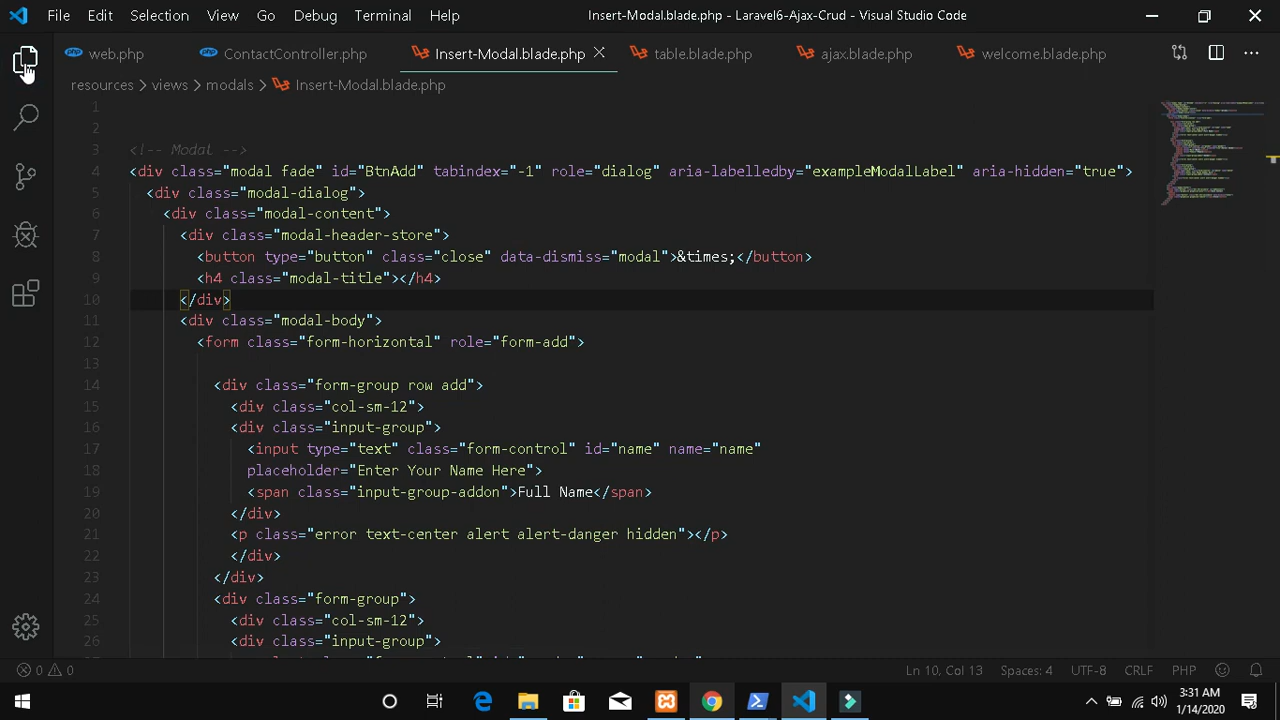 File Edit Selection View Go Debug Terminal Help Insert-Modal.blade.php - Laravel6-Ajax-Crud - Visual Studio Code
php web.php php ContactController.php Insert-Modal.blade.php table.blade.php ajax.blade.php welcome.blade.php
resources > views > modals > Insert-Modal.blade.php
1
2
3 <!-- Modal -->
4 <div class="modal fade" id="BtnAdd" tabindex="-1" role="dialog" aria-labelledby="exampleModalLabel" aria-hidden="true">
5 <div class="modal-dialog">
6 <div class="modal-content">
7 <div class="modal-header-store">
8 <button type="button" class="close" data-dismiss="modal">&times;</button>
9 <h4 class="modal-title"></h4>
10 </div>
11 <div class="modal-body">
12 <form class="form-horizontal" role="form-add">
13
14 <div class="form-group row add">
15 <div class="col-sm-12">
16 <div class="input-group">
17 <input type="text" class="form-control" id="name" name="name"
18 placeholder="Enter Your Name Here">
19 <span class="input-group-addon">Full Name</span>
20 </div>
21 <p class="error text-center alert alert-danger hidden"></p>
22 </div>
23 </div>
24 <div class="form-group">
25 <div class="col-sm-12">
26 <div class="input-group">
0 0 Ln 10, Col 13 Spaces: 4 UTF-8 CRLF PHP
3:31 AM
1/14/2020